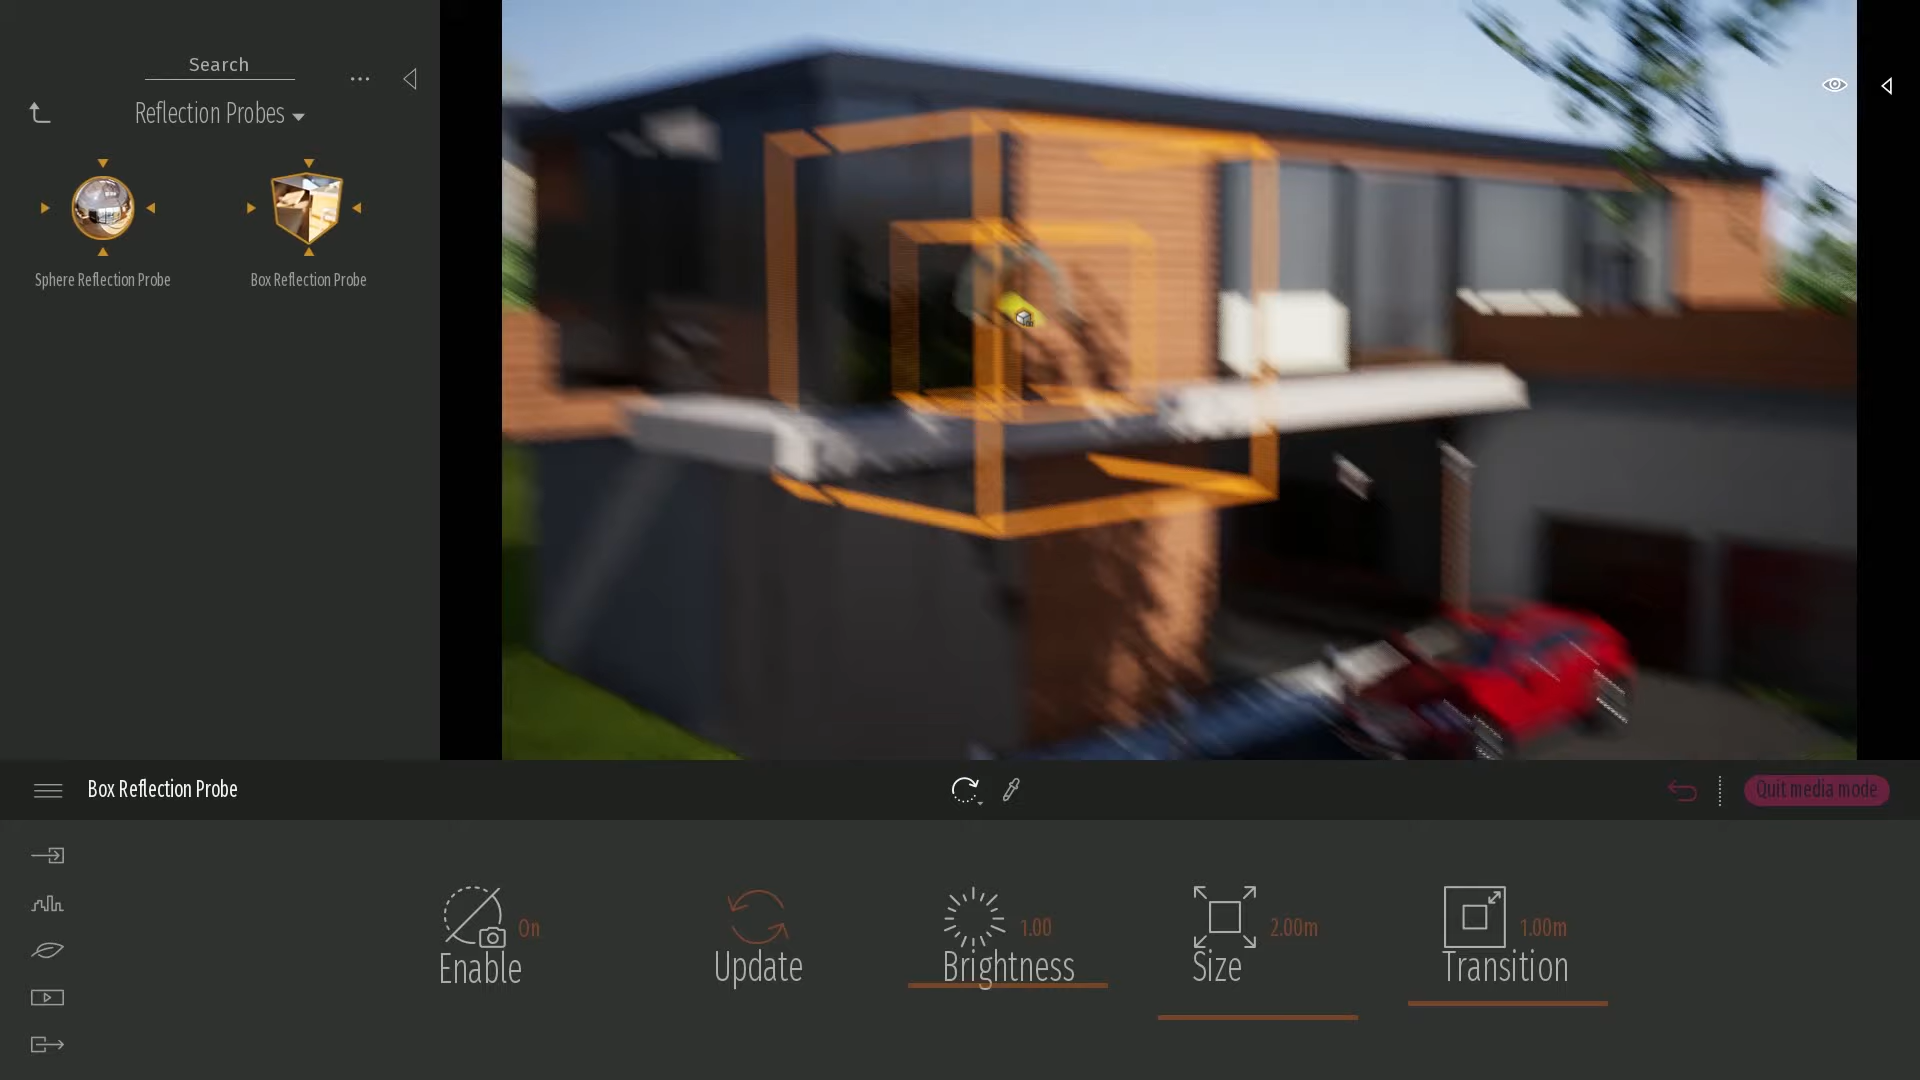 Search
...
Reflection Probes
Sphere Reflection Probe
Box Reflection Probe
Box Reflection Probe
Quit media mode
On
Enable
Update
1.00
Brightness
2.00m
Size
1.00m
Transition